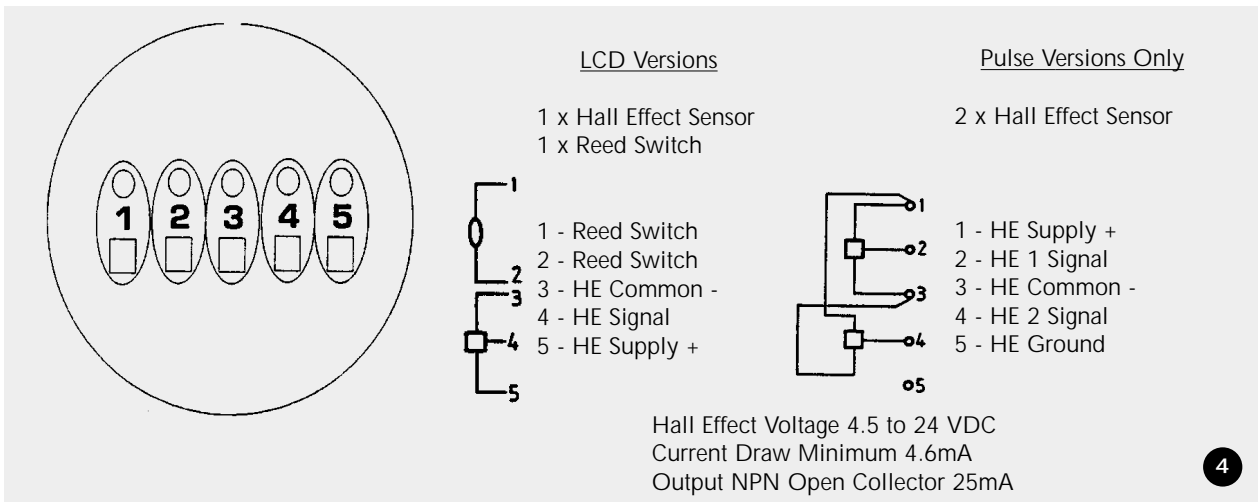 LCD Versions
1 x Hall Effect Sensor
1 x Reed Switch
1
2
3
4
5
1 - Reed Switch
2 - Reed Switch
3 - HE Common -
4 - HE Signal
5 - HE Supply +
Pulse Versions Only
2 x Hall Effect Sensor
1
2
3
4
5
1 - HE Supply +
2 - HE 1 Signal
3 - HE Common -
4 - HE 2 Signal
5 - HE Ground
1 2 3 4 5
Hall Effect Voltage 4.5 to 24 VDC
Current Draw Minimum 4.6mA
Output NPN Open Collector 25mA
4